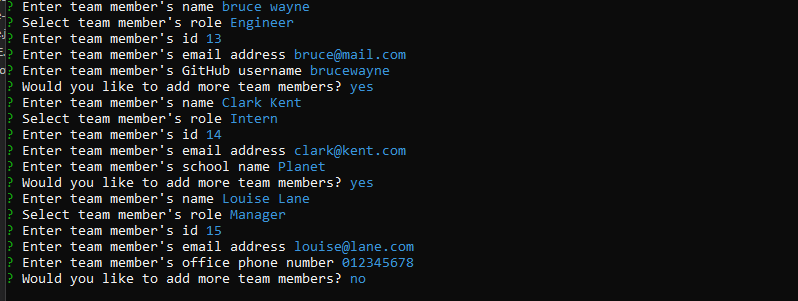 ? Enter team member's name bruce wayne
? Select team member's role Engineer
? Enter team member's id 13
? Enter team member's email address bruce@mail.com
? Enter team member's GitHub username brucewayne
? Would you like to add more team members? yes
? Enter team member's name Clark Kent
? Select team member's role Intern
? Enter team member's id 14
? Enter team member's email address clark@kent.com
? Enter team member's school name Planet
? Would you like to add more team members? yes
? Enter team member's name Louise Lane
? Select team member's role Manager
? Enter team member's id 15
? Enter team member's email address louise@lane.com
? Enter team member's office phone number 012345678
? Would you like to add more team members? no